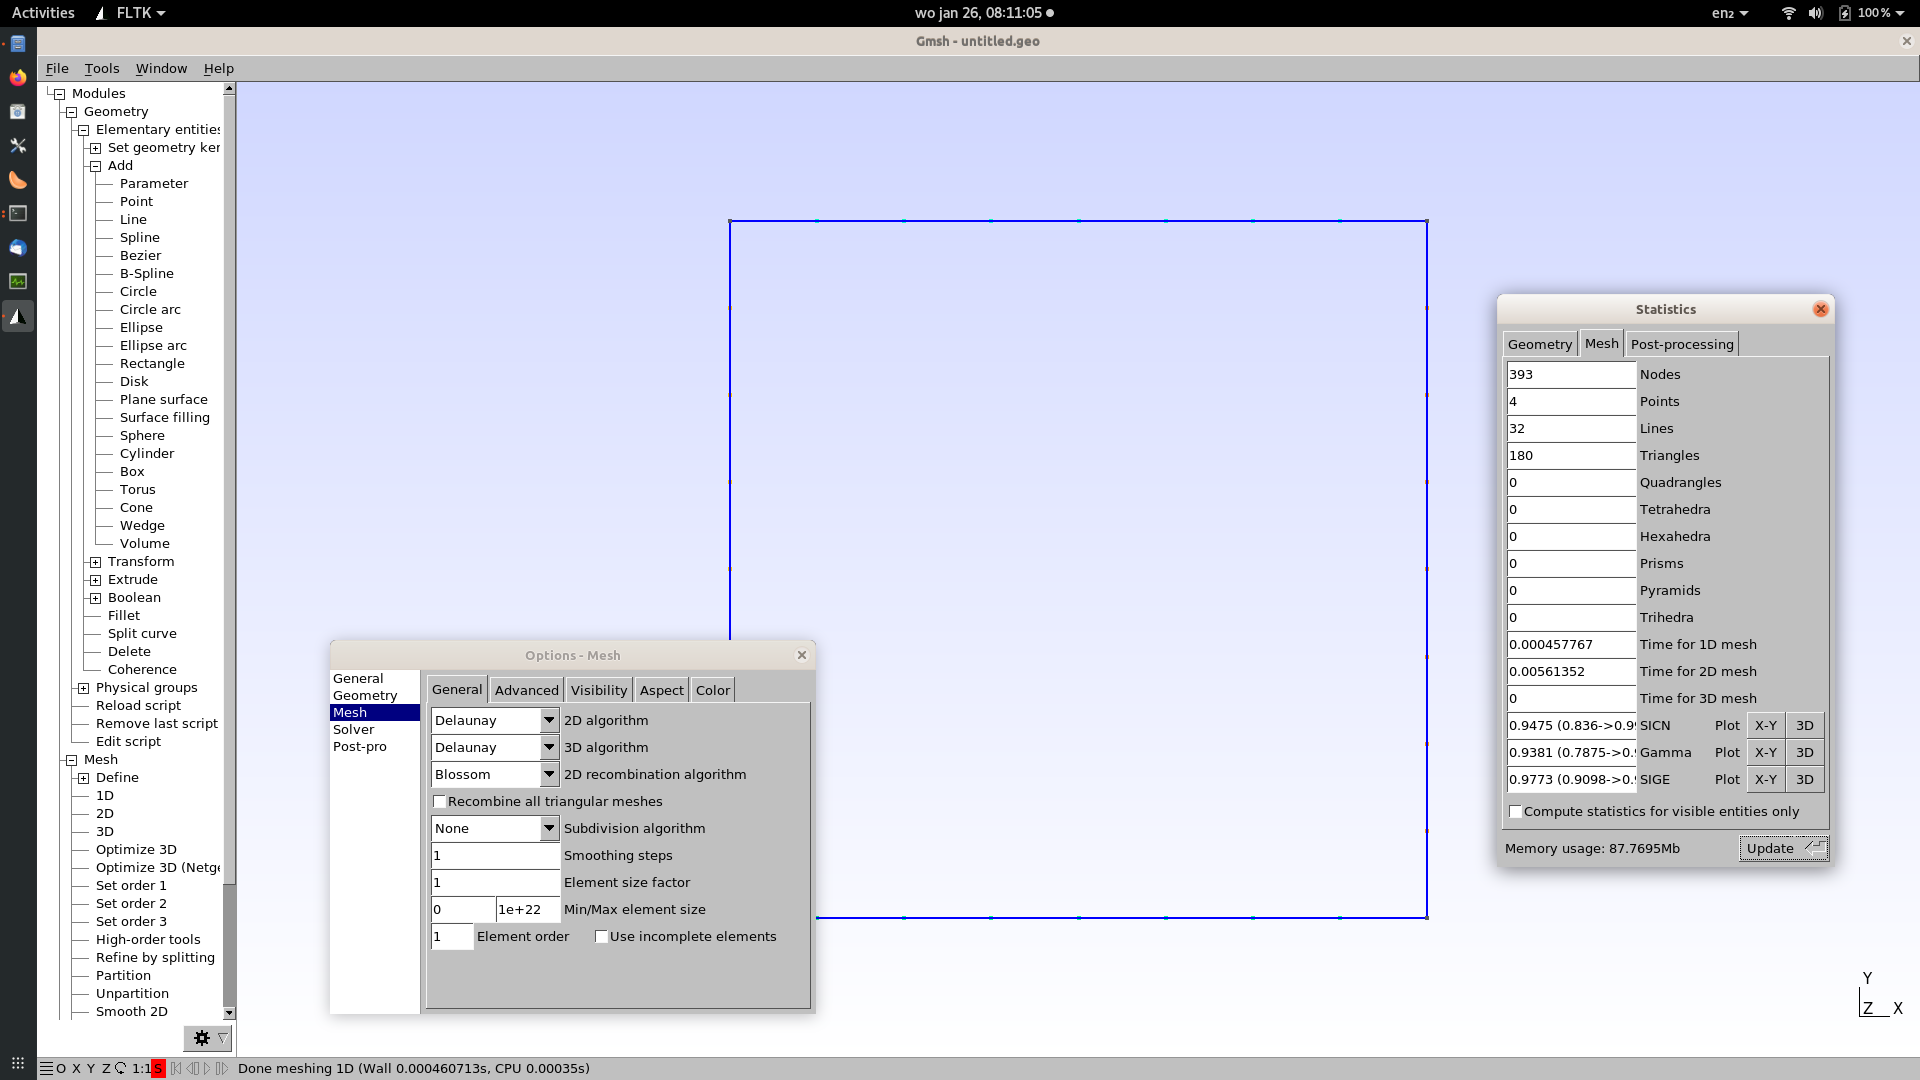 Activities FLTK wo jan 26, 08:11:05 en₂ 100%
Gmsh - untitled.geo
File Tools Window Help
Modules
Geometry
Elementary entities
Set geometry ker
Add
Parameter
Point
Line
Spline
Bezier
B-Spline
Circle
Circle arc
Ellipse
Ellipse arc
Rectangle
Disk
Plane surface
Surface filling
Sphere
Cylinder
Box
Torus
Cone
Wedge
Volume
Transform
Extrude
Boolean
Fillet
Split curve
Delete
Coherence
Physical groups
Reload script
Remove last script
Edit script
Mesh
Define
1D
2D
3D
Optimize 3D
Optimize 3D (Netge
Set order 1
Set order 2
Set order 3
High-order tools
Refine by splitting
Partition
Unpartition
Smooth 2D
Options - Mesh
General
Geometry
Mesh
Solver
Post-pro
General Advanced Visibility Aspect Color
Delaunay 2D algorithm
Delaunay 3D algorithm
Blossom 2D recombination algorithm
Recombine all triangular meshes
None Subdivision algorithm
1 Smoothing steps
1 Element size factor
0 1e+22 Min/Max element size
1 Element order Use incomplete elements
Statistics
Geometry Mesh Post-processing
393 Nodes
4 Points
32 Lines
180 Triangles
0 Quadrangles
0 Tetrahedra
0 Hexahedra
0 Prisms
0 Pyramids
0 Trihedra
0.000457767 Time for 1D mesh
0.00561352 Time for 2D mesh
0 Time for 3D mesh
0.9475 (0.836->0.9 SICN Plot X-Y 3D
0.9381 (0.7875->0. Gamma Plot X-Y 3D
0.9773 (0.9098->0. SIGE Plot X-Y 3D
Compute statistics for visible entities only
Memory usage: 87.7695Mb Update
Y
Z X
O X Y Z 1:1 S Done meshing 1D (Wall 0.000460713s, CPU 0.00035s)